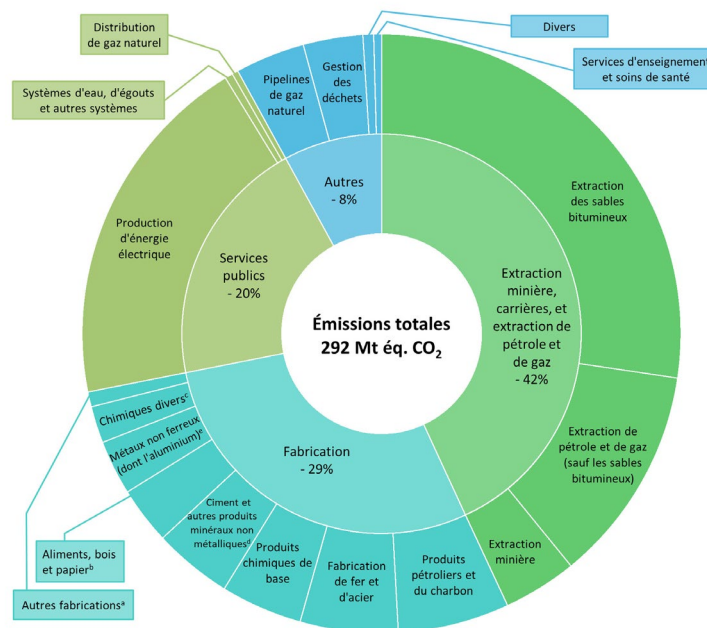 Distribution
de gaz naturel
Divers
Services d'enseignement
et soins de santé
Systèmes d'eau, d'égouts
et autres systèmes
Pipelines
de gaz
naturel
Gestion
des
déchets
Autres
- 8%
Extraction
des sables
bitumineux
Production
d'énergie
électrique
Services
publics
- 20%
Émissions totales
292 Mt éq. CO₂
Extraction
minière,
carrières, et
extraction de
pétrole et
de gaz
- 42%
Extraction de
pétrole et de gaz
(sauf les sables
bitumineux)
Extraction
minière
Fabrication
- 29%
Chimiques diversᶜ
Métaux non ferreux
(dont l'aluminium)ᵉ
Ciment et
autres produits
minéraux non
métalliquesᵈ
Produits
chimiques de
base
Fabrication
de fer et
d'acier
Produits
pétroliers et
du charbon
Aliments, bois
et papierᵇ
Autres fabricationsᵃ